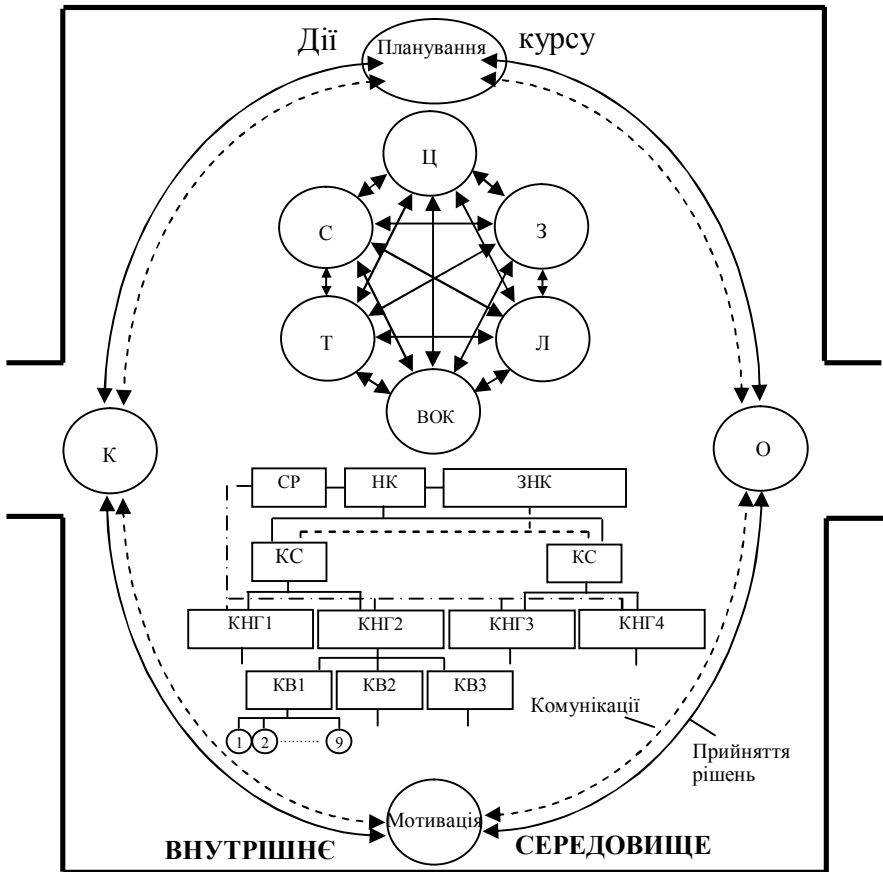 Дії Планування курсу
Ц
С З
Т Л
ВОК
К О
СР НК ЗНК
КС КС
КНГ1 КНГ2 КНГ3 КНГ4
КВ1 КВ2 КВ3
Комунікації
1 2 .......... 9
Прийняття
рішень
Мотивація
ВНУТРІШНЄ СЕРЕДОВИЩЕ